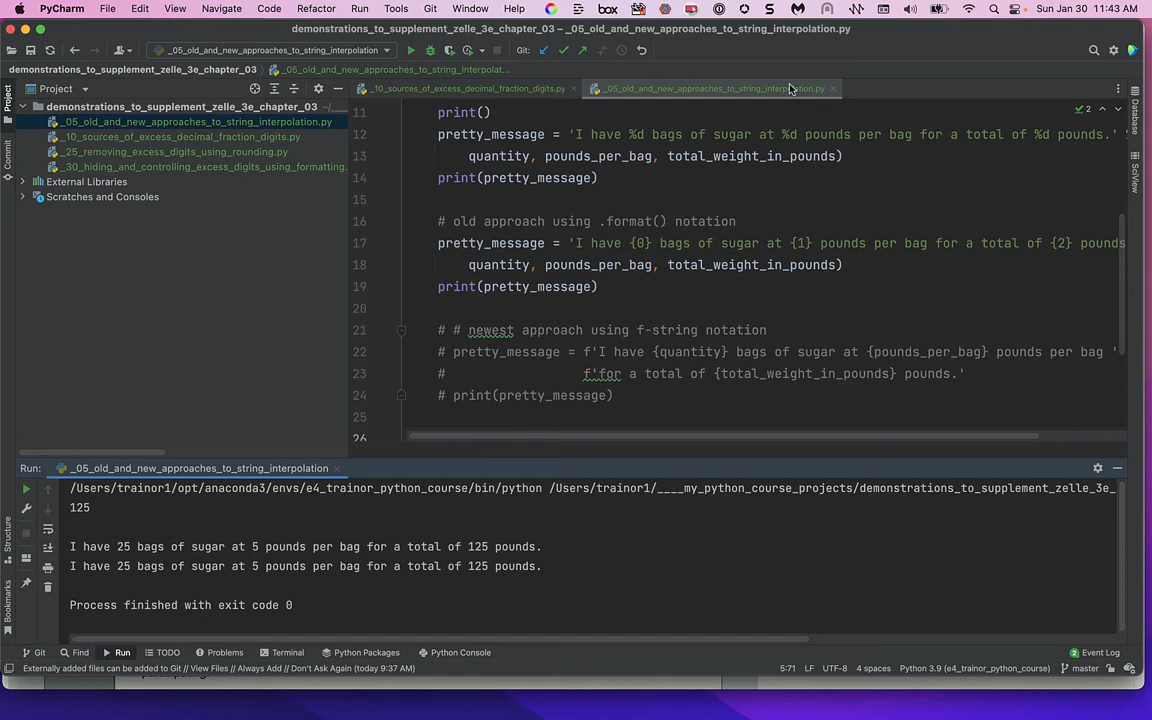 PyCharm File Edit View Navigate Code Refactor Run Tools Git Window Help box Sun Jan 30 11:43 AM
demonstrations_to_supplement_zelle_3e_chapter_03 – _05_old_and_new_approaches_to_string_interpolation.py
_05_old_and_new_approaches_to_string_interpolation Git:
demonstrations_to_supplement_zelle_3e_chapter_03 _05_old_and_new_approaches_to_string_interpolat...
Project _10_sources_of_excess_decimal_fraction_digits.py _05_old_and_new_approaches_to_string_interpolation.py
demonstrations_to_supplement_zelle_3e_chapter_03 ~/
_05_old_and_new_approaches_to_string_interpolation.py
_10_sources_of_excess_decimal_fraction_digits.py
_25_removing_excess_digits_using_rounding.py
_30_hiding_and_controlling_excess_digits_using_formatting.
External Libraries
Scratches and Consoles
2
11 print()
12 pretty_message = 'I have %d bags of sugar at %d pounds per bag for a total of %d pounds.' %
13 quantity, pounds_per_bag, total_weight_in_pounds)
14 print(pretty_message)
15
16 # old approach using .format() notation
17 pretty_message = 'I have {0} bags of sugar at {1} pounds per bag for a total of {2} pounds
18 quantity, pounds_per_bag, total_weight_in_pounds)
19 print(pretty_message)
20
21 # # newest approach using f-string notation
22 # pretty_message = f'I have {quantity} bags of sugar at {pounds_per_bag} pounds per bag '
23 # f'for a total of {total_weight_in_pounds} pounds.'
24 # print(pretty_message)
25
26
Project
Commit
Structure
Bookmarks
Database
SciView
Run: _05_old_and_new_approaches_to_string_interpolation
/Users/trainor1/opt/anaconda3/envs/e4_trainor_python_course/bin/python /Users/trainor1/____my_python_course_projects/demonstrations_to_supplement_zelle_3e_
125
I have 25 bags of sugar at 5 pounds per bag for a total of 125 pounds.
I have 25 bags of sugar at 5 pounds per bag for a total of 125 pounds.
Process finished with exit code 0
Git Find Run TODO Problems Terminal Python Packages Python Console 2 Event Log
Externally added files can be added to Git // View Files // Always Add // Don't Ask Again (today 9:37 AM) 5:71 LF UTF-8 4 spaces Python 3.9 (e4_trainor_python_course) master